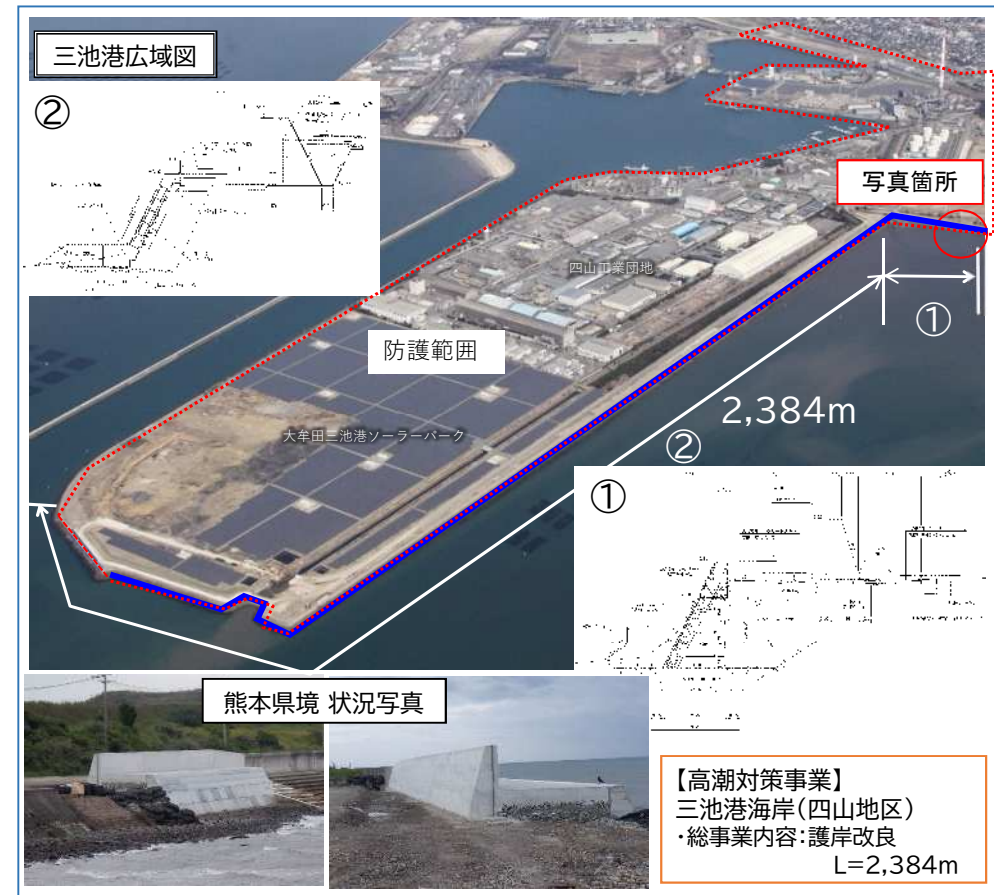 三池港広域図
②
写真箇所
四山工業団地
①
防護範囲
2,384m
大牟田三池港ソーラーパーク
②
①
熊本県境 状況写真
【高潮対策事業】
三池港海岸(四山地区)
・総事業内容:護岸改良
L=2,384m